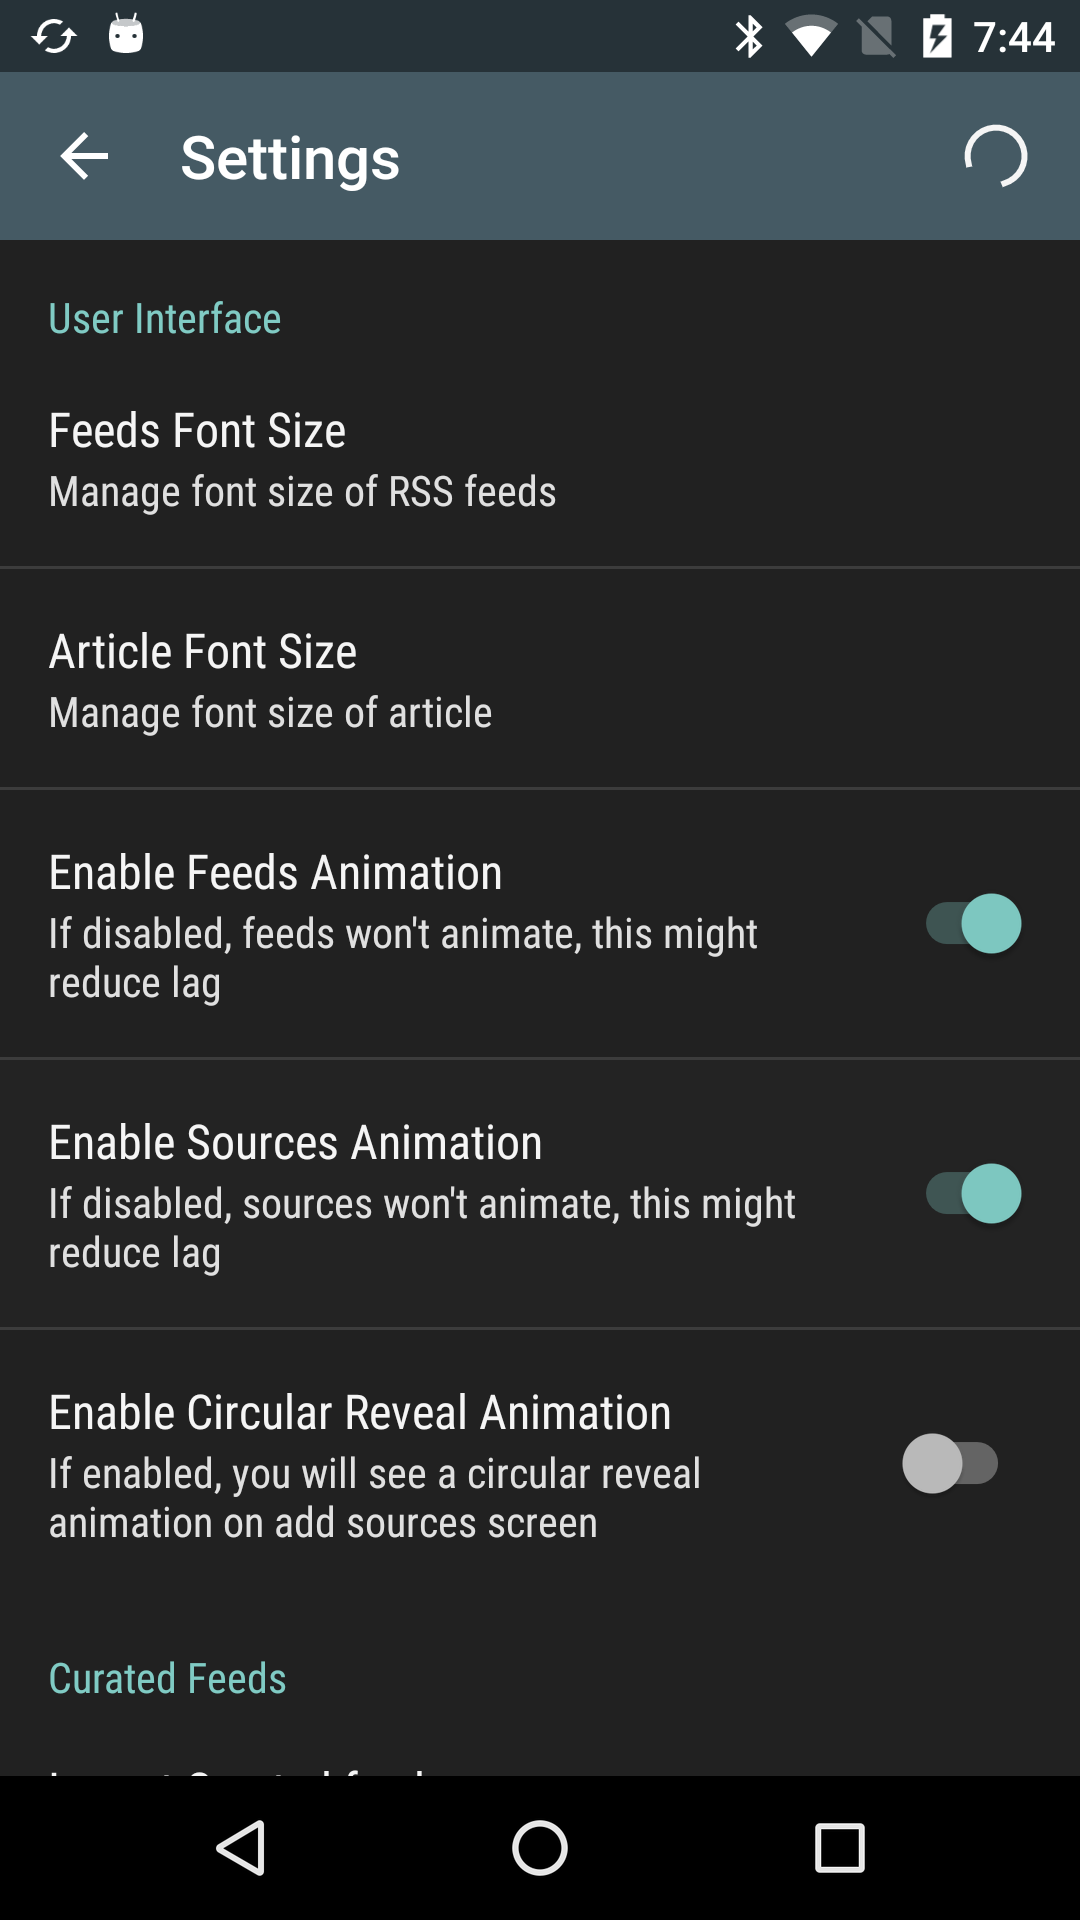 7:44
Settings
User Interface
Feeds Font Size
Manage font size of RSS feeds
Article Font Size
Manage font size of article
Enable Feeds Animation
If disabled, feeds won't animate, this might
reduce lag
Enable Sources Animation
If disabled, sources won't animate, this might
reduce lag
Enable Circular Reveal Animation
If enabled, you will see a circular reveal
animation on add sources screen
Curated Feeds